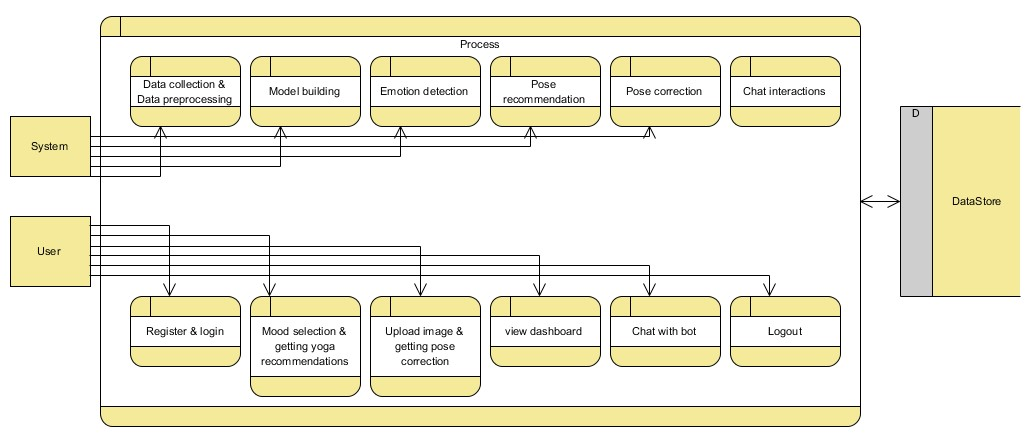 Process
Data collection &
Data preprocessing
Model building
Emotion detection
Pose
recommendation
Pose correction
Chat interactions
System
D
DataStore
User
Register & login
Mood selection &
getting yoga
recommendations
Upload image &
getting pose
correction
view dashboard
Chat with bot
Logout